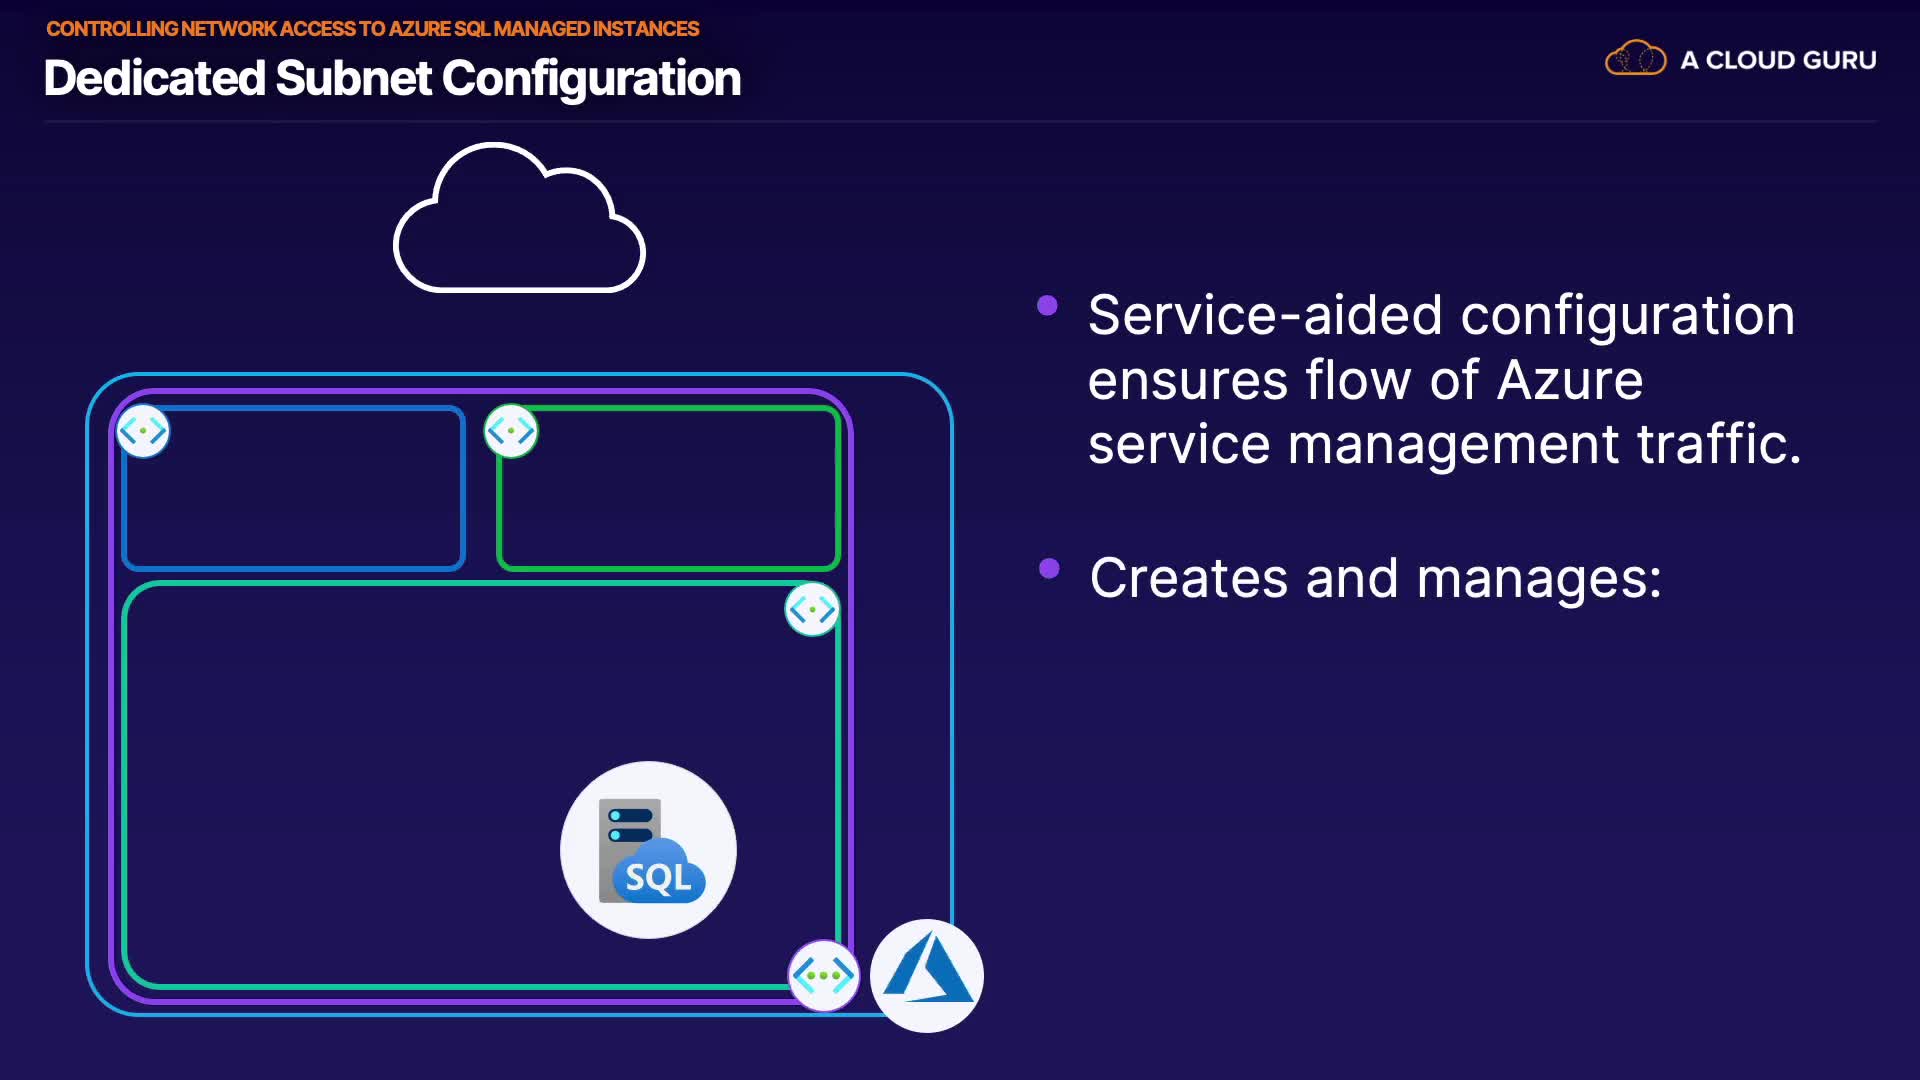 CONTROLLING NETWORK ACCESS TO AZURE SQL MANAGED INSTANCES
Dedicated Subnet Configuration
A CLOUD GURU
Service-aided configuration
ensures flow of Azure
service management traffic.
Creates and manages:
SQL